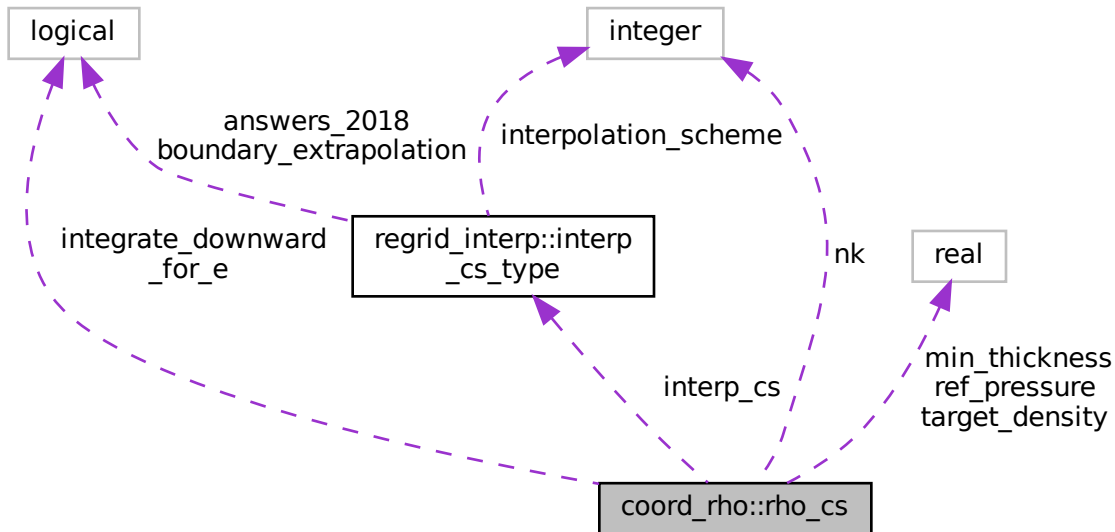 logical
integer
answers_2018
boundary_extrapolation
interpolation_scheme
integrate_downward
_for_e
regrid_interp::interp
_cs_type
nk
real
interp_cs
min_thickness
ref_pressure
target_density
coord_rho::rho_cs